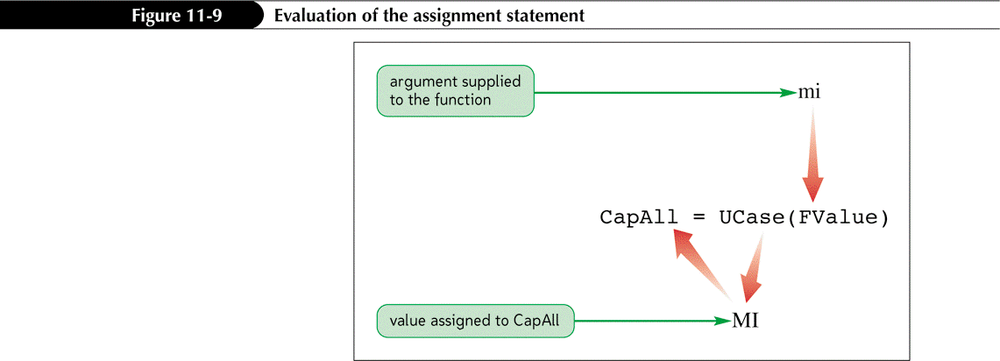 Figure 11-9 Evaluation of the assignment statement
argument supplied
to the function
mi
CapAll = UCase(FValue)
value assigned to CapAll
MI